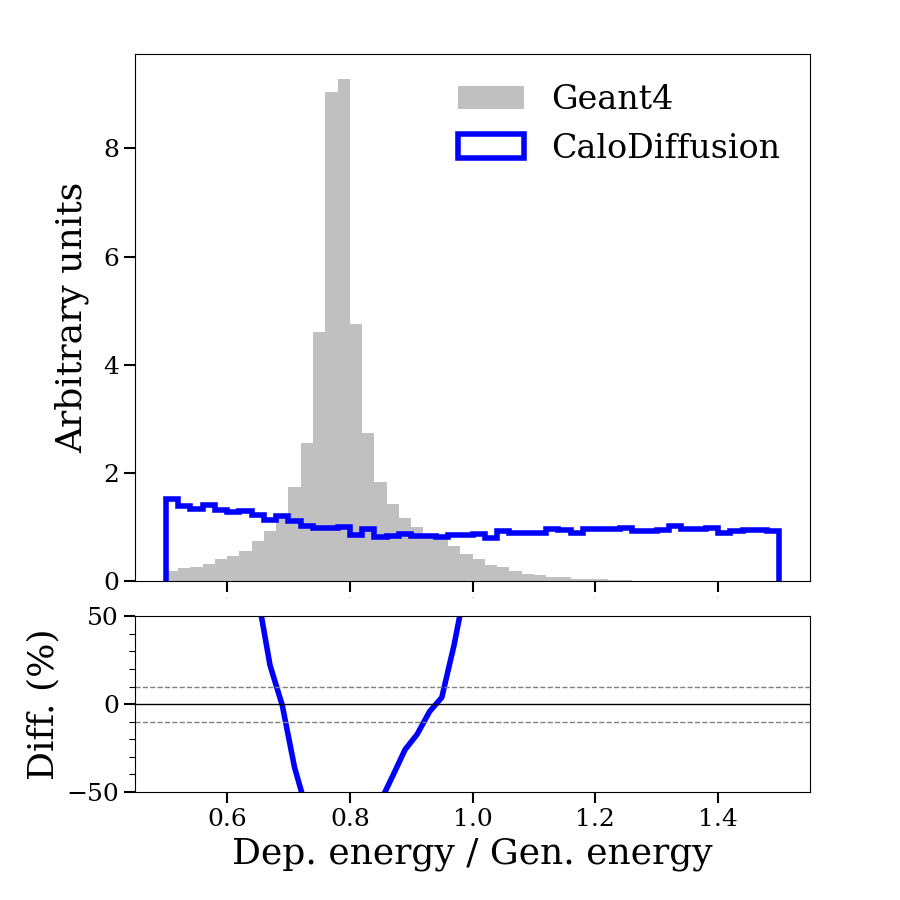 Geant4
CaloDiffusion
Arbitrary units
8
6
4
2
0
50
0
−50
Diff. (%)
0.6 0.8 1.0 1.2 1.4
Dep. energy / Gen. energy